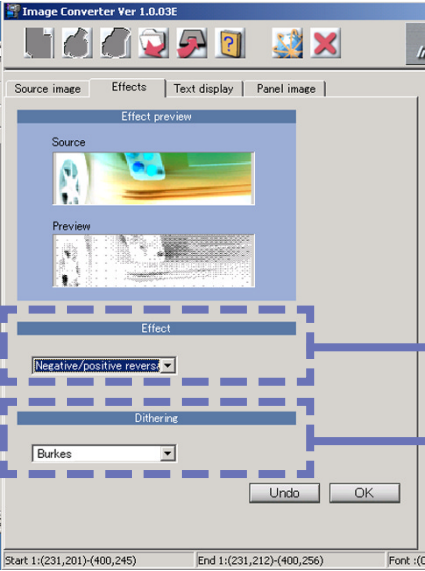 Image Converter Ver 1.0.03E
Source image Effects Text display Panel image
Effect preview
Source
Preview
Effect
Negative/positive revers
Dithering
Burkes
Undo OK
Start 1:(231,201)-(400,245) End 1:(231,212)-(400,256) Font :(